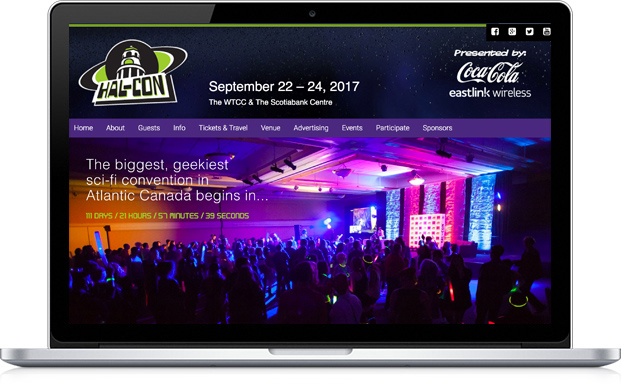 HAL-CON
September 22 – 24, 2017
The WTCC & The Scotiabank Centre
Presented by:
Coca-Cola
eastlink wireless
Home About Guests Info Tickets & Travel Venue Advertising Events Participate Sponsors
The biggest, geekiest
sci-fi convention in
Atlantic Canada begins in...
111 DAYS / 21 HOURS / 57 MINUTES / 39 SECONDS